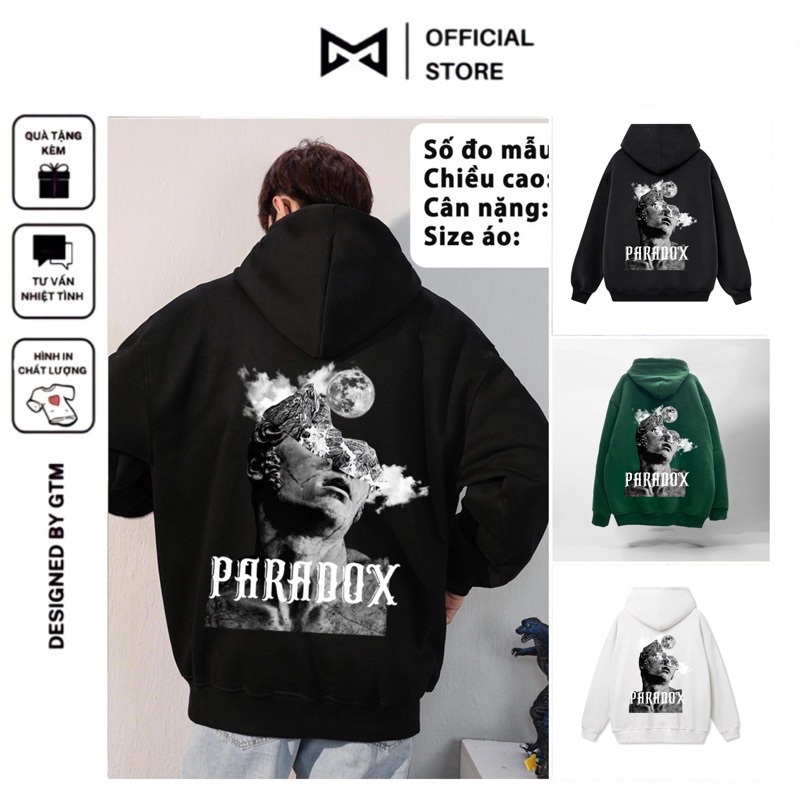 OFFICIAL
STORE
QUÀ TẶNG
KÈM
TƯ VẤN
NHIỆT TÌNH
HÌNH IN
CHẤT LƯỢNG
DESIGNED BY GTM
Số đo mẫu
Chiều cao:
Cân nặng:
Size áo:
PARADOX
PARADOX
PARADOX
PARADOX